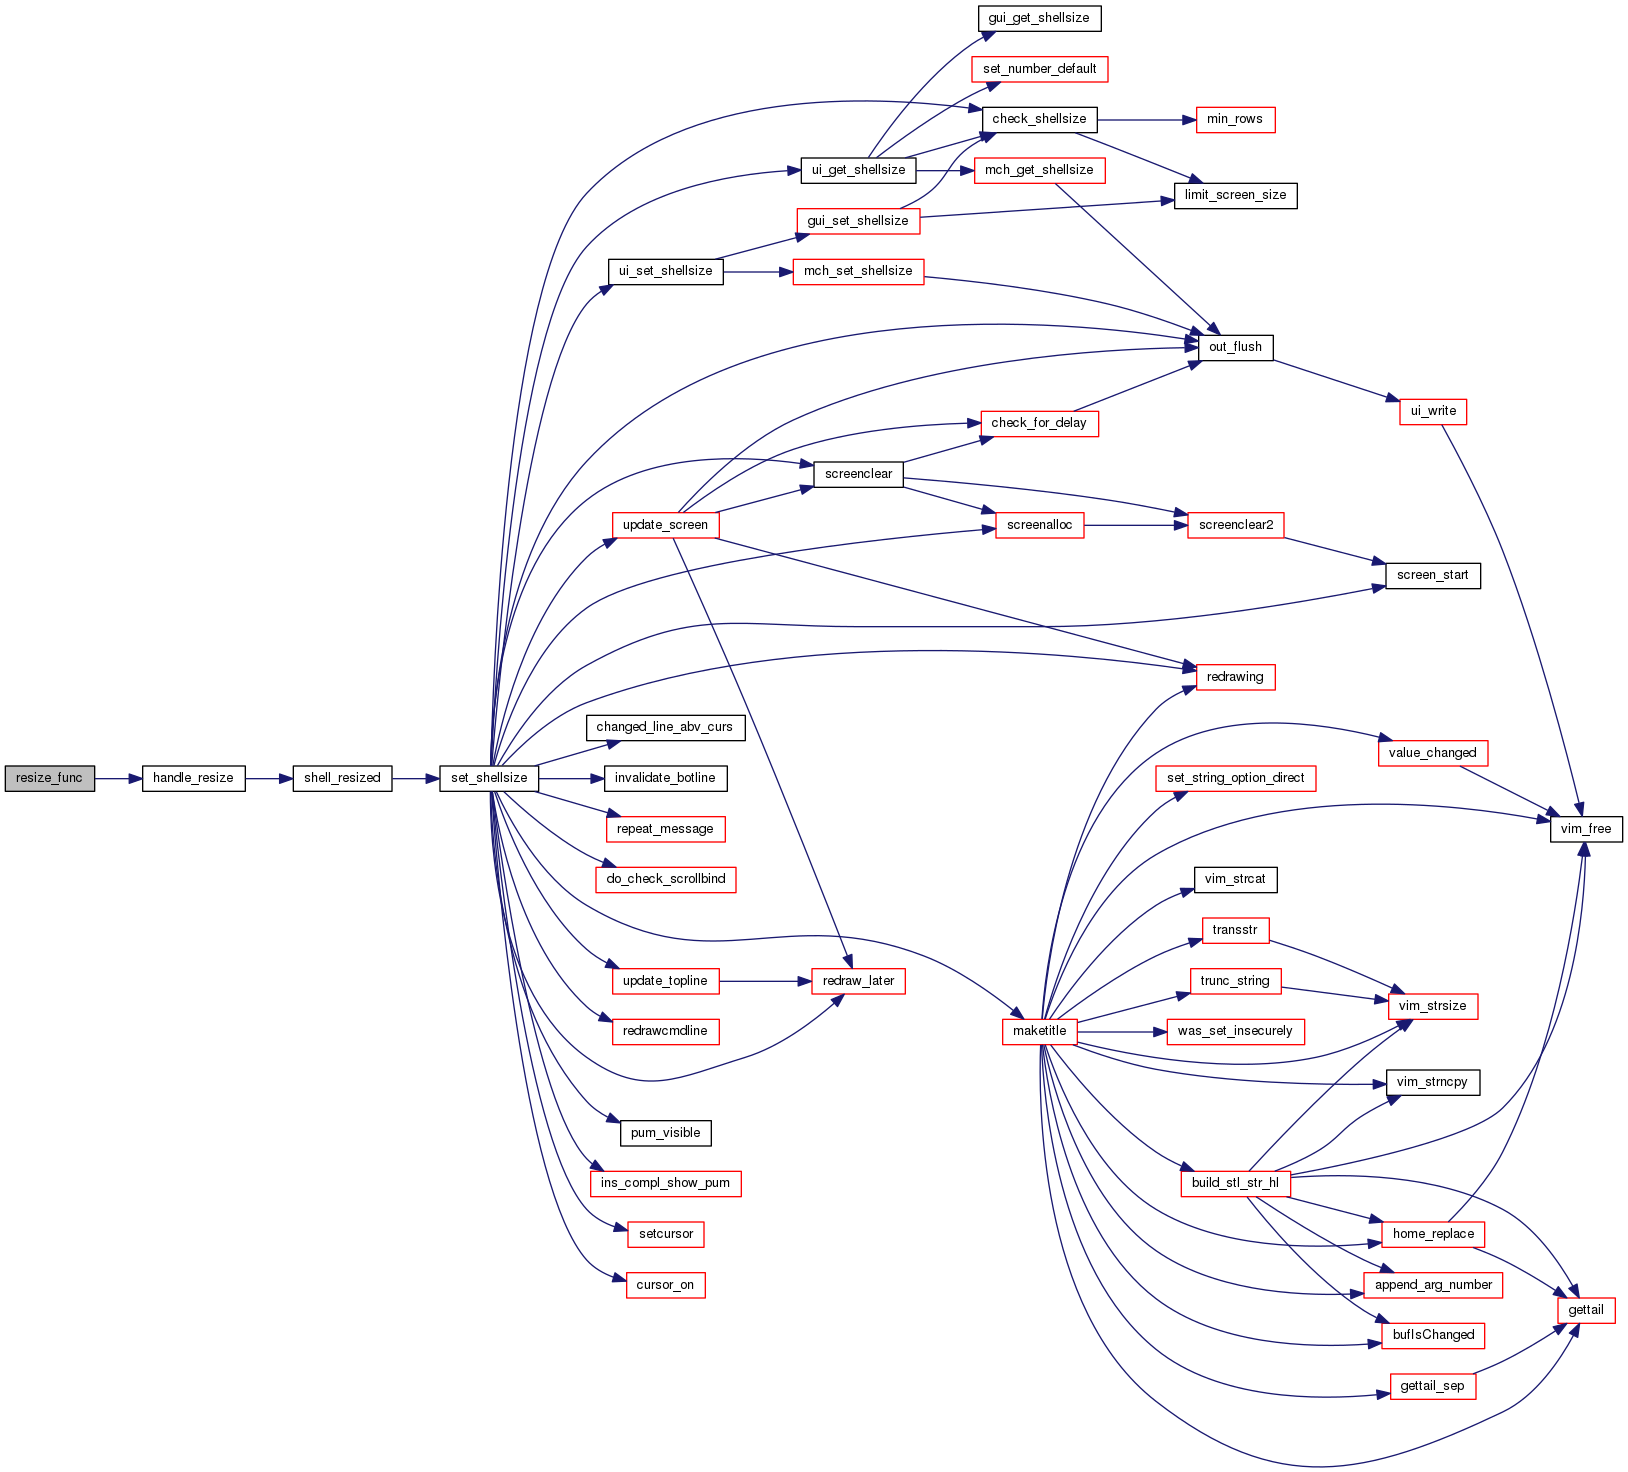 gui_get_shellsize
set_number_default
check_shellsize
min_rows
ui_get_shellsize
mch_get_shellsize
limit_screen_size
gui_set_shellsize
ui_set_shellsize
mch_set_shellsize
out_flush
ui_write
check_for_delay
screenclear
update_screen
screenalloc
screenclear2
screen_start
redrawing
changed_line_abv_curs
value_changed
resize_func
handle_resize
shell_resized
set_shellsize
invalidate_botline
set_string_option_direct
repeat_message
vim_free
do_check_scrollbind
vim_strcat
transstr
update_topline
redraw_later
trunc_string
vim_strsize
redrawcmdline
maketitle
was_set_insecurely
vim_strncpy
pum_visible
ins_compl_show_pum
build_stl_str_hl
setcursor
home_replace
cursor_on
append_arg_number
gettail
bufIsChanged
gettail_sep